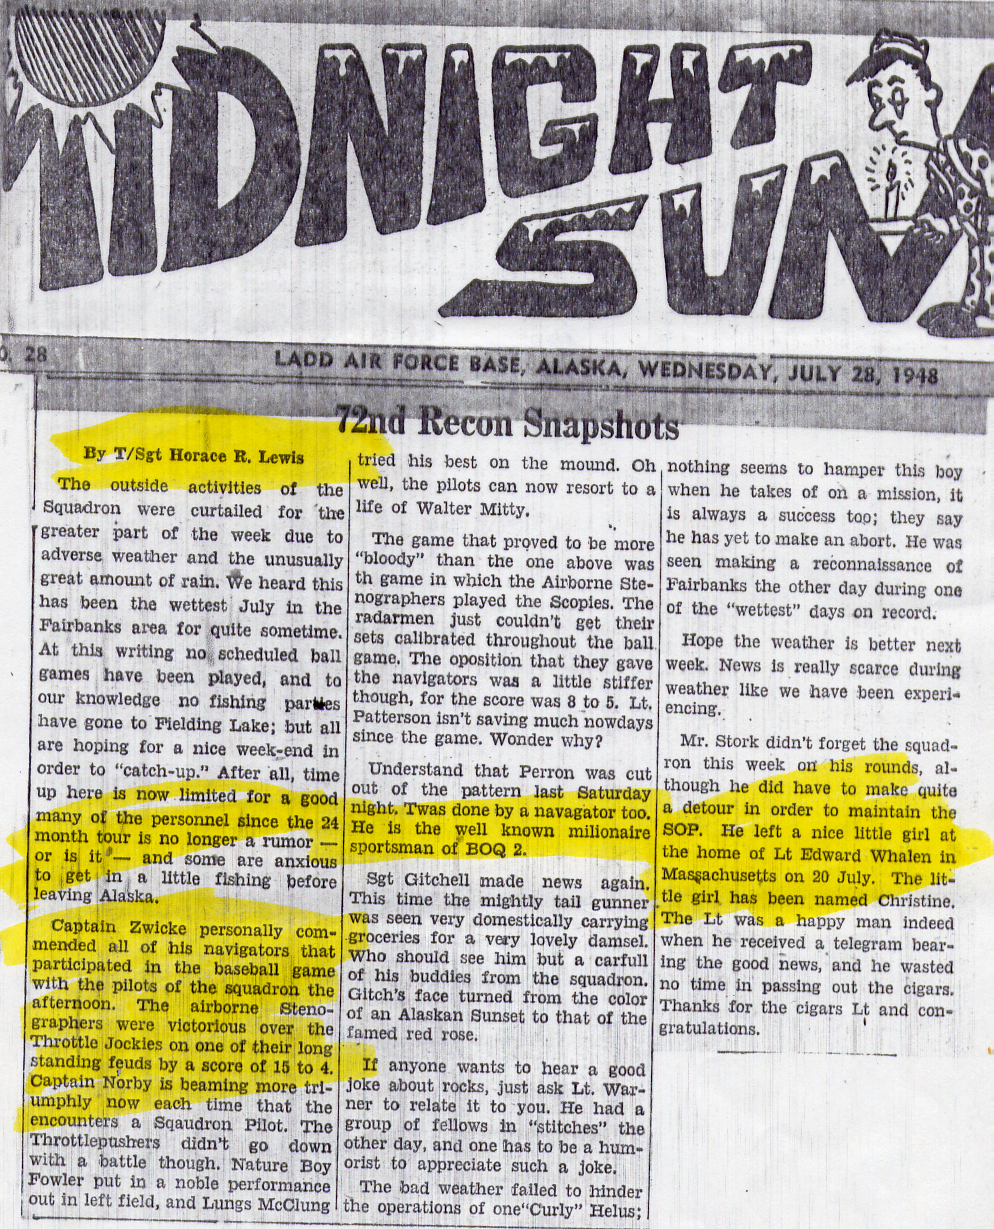 MIDNIGHT
SUN
O. 28
LADD AIR FORCE BASE, ALASKA, WEDNESDAY, JULY 28, 1948
72nd Recon Snapshots
By T/Sgt Horace R. Lewis
The outside activities of the
Squadron were curtailed for the
greater part of the week due to
adverse weather and the unusually
great amount of rain. We heard this
has been the wettest July in the
Fairbanks area for quite sometime.
At this writing no scheduled ball
games have been played, and to
our knowledge no fishing parties
have gone to Fielding Lake; but all
are hoping for a nice week-end in
order to "catch-up." After all, time
up here is now limited for a good
many of the personnel since the 24
month tour is no longer a rumor —
or is it — and some are anxious
to get in a little fishing before
leaving Alaska.
Captain Zwicke personally com-
mended all of his navigators that
participated in the baseball game
with the pilots of the squadron the
afternoon. The airborne Steno-
graphers were victorious over the
Throttle Jockies on one of their long
standing feuds by a score of 15 to 4.
Captain Norby is beaming more tri-
umphly now each time that the
encounters a Sqaudron Pilot. The
Throttlepushers didn't go down
with a battle though. Nature Boy
Fowler put in a noble performance
out in left field, and Lungs McClung
tried his best on the mound. Oh
well, the pilots can now resort to a
life of Walter Mitty.
The game that proved to be more
"bloody" than the one above was
th game in which the Airborne Ste-
nographers played the Scopies. The
radarmen just couldn't get their
sets calibrated throughout the ball
game. The oposition that they gave
the navigators was a little stiffer
though, for the score was 8 to 5. Lt.
Patterson isn't saving much nowdays
since the game. Wonder why?
Understand that Perron was cut
out of the pattern last Saturday
night. Twas done by a navagator too.
He is the well known milionaire
sportsman of BOQ 2.
Sgt Gitchell made news again.
This time the mightly tail gunner
was seen very domestically carrying
groceries for a very lovely damsel.
Who should see him but a carfull
of his buddies from the squadron.
Gitch's face turned from the color
of an Alaskan Sunset to that of the
famed red rose.
If anyone wants to hear a good
joke about rocks, just ask Lt. War-
ner to relate it to you. He had a
group of fellows in "stitches" the
other day, and one has to be a hum-
orist to appreciate such a joke.
The bad weather failed to hinder
the operations of one "Curly" Helus;
nothing seems to hamper this boy
when he takes of on a mission, it
is always a success too; they say
he has yet to make an abort. He was
seen making a reconnaissance of
Fairbanks the other day during one
of the "wettest" days on record.
Hope the weather is better next
week. News is really scarce during
weather like we have been experi-
encing.
Mr. Stork didn't forget the squad-
ron this week on his rounds, al-
though he did have to make quite
a detour in order to maintain the
SOP. He left a nice little girl at
the home of Lt Edward Whalen in
Massachusetts on 20 July. The lit-
tle girl has been named Christine.
The Lt was a happy man indeed
when he received a telegram bear-
ing the good news, and he wasted
no time in passing out the cigars.
Thanks for the cigars Lt and con-
gratulations.